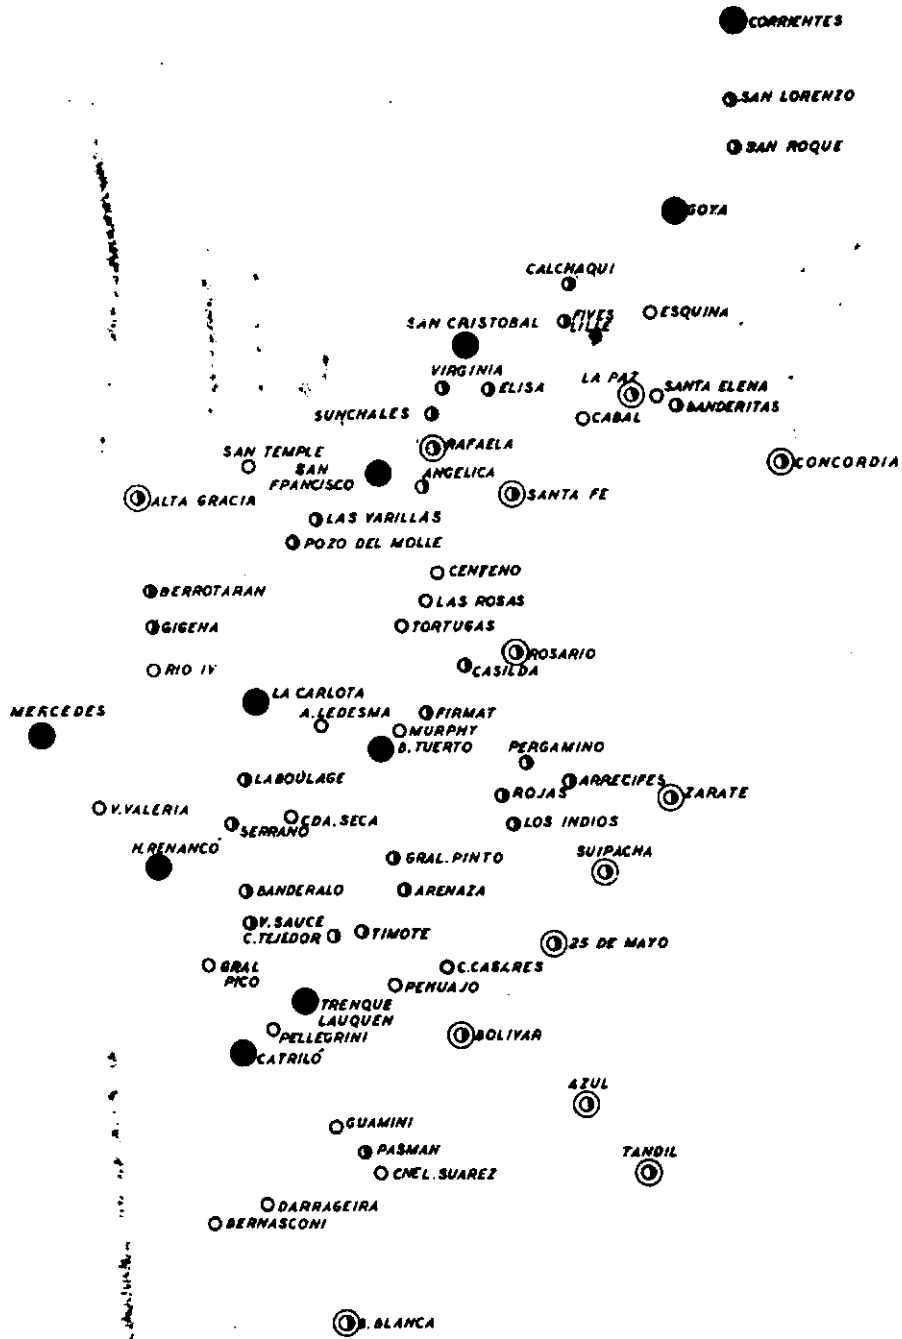 CORRIENTES
SAN LORENZO
SAN ROQUE
GOYA
CALCHAQUI
ESQUINA
FIVES
LILLE
SAN CRISTOBAL
VIRGINIA
ELISA
LA PAZ
SANTA ELENA
BANDERITAS
SUNCHALES
CABAL
RAFAELA
SAN TEMPLE
SAN
FRANCISCO
ANGELICA
CONCORDIA
ALTA GRACIA
SANTA FE
LAS VARILLAS
POZO DEL MOLLE
CENTENO
BERROTARAN
LAS ROSAS
GIGENA
TORTUGAS
ROSARIO
RIO IV
CASILDA
LA CARLOTA
MERCEDES
A. LEDESMA
FIRMAT
MURPHY
B. TUERTO
PERGAMINO
LABOULAGE
ARRECIFES
ROJAS
ZARATE
V. VALERIA
CDA. SECA
SERRANO
LOS INDIOS
H. RENANCÓ
GRAL. PINTO
SUIPACHA
BANDERALO
ARENAZA
V. SAUCE
C. TEJEDOR
TIMOTE
25 DE MAYO
GRAL
PICO
C. CASARES
PEHUAJO
TRENQUE
LAUQUEN
PELLEGRINI
BOLIVAR
CATRILÓ
AZUL
GUAMINI
PASMAN
TANDIL
CNEL. SUAREZ
DARRAGEIRA
BERNASCONI
B. BLANCA